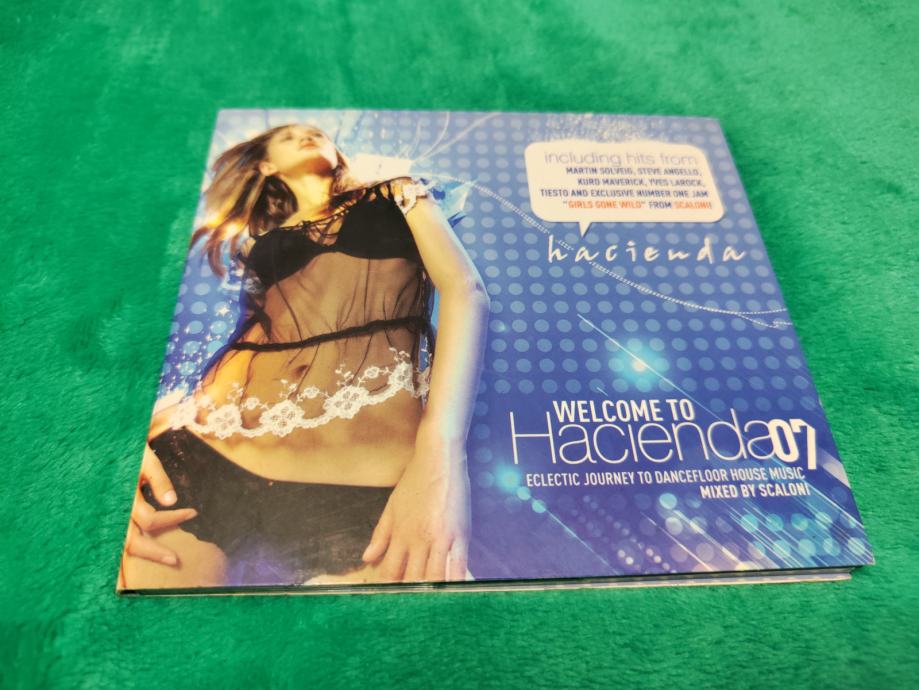 including hits from
MARTIN SOLVEIG, STEVE ANGELLO,
KURD MAVERICK, YVES LAROCK,
TIESTO AND EXCLUSIVE NUMBER ONE JAM
"GIRLS GONE WILD" FROM SCALONI!
hacienda
WELCOME TO
Hacienda07
ECLECTIC JOURNEY TO DANCEFLOOR HOUSE MUSIC
MIXED BY SCALONI